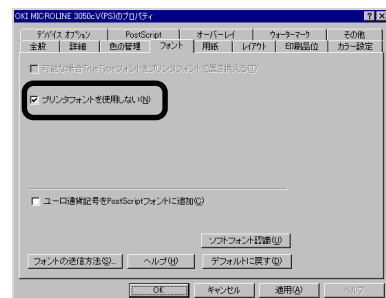 OKI MICROLINE 3050cV(PS)のプロパティ
デバイス オプション PostScript オーバーレイ ウォーターマーク その他
全般 詳細 色の管理 フォント 用紙 レイアウト 印刷品位 カラー設定
可能な場合TrueTypeフォントをプリンタフォントで置き換える(T)
プリンタフォントを使用しない(N)
ユーロ通貨記号をPostScriptフォントに追加(C)
ソフトフォント認識(U)
フォントの送信方法(S)... ヘルプ(H) デフォルトに戻す(D)
OK キャンセル 適用(A) ヘルプ